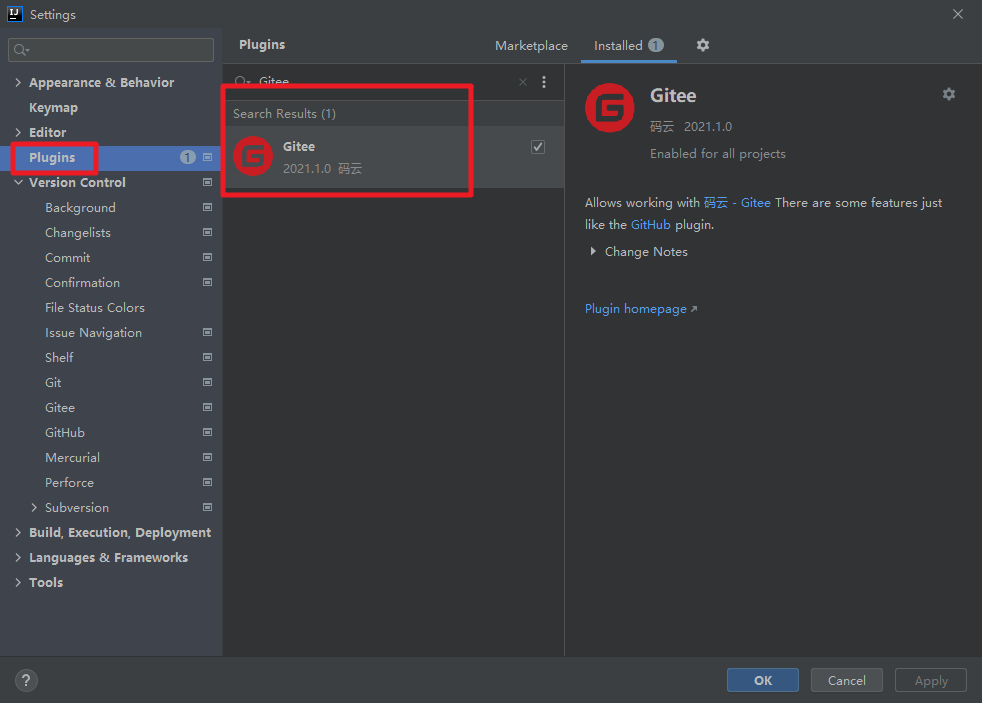 Settings
Appearance & Behavior
Keymap
Editor
Plugins 1
Version Control
Background
Changelists
Commit
Confirmation
File Status Colors
Issue Navigation
Shelf
Git
Gitee
GitHub
Mercurial
Perforce
Subversion
Build, Execution, Deployment
Languages & Frameworks
Tools
Plugins
Marketplace
Installed 1
Gitee
Search Results (1)
Gitee
2021.1.0 码云
Gitee
码云 2021.1.0
Enabled for all projects
Allows working with 码云 - Gitee There are some features just
like the GitHub plugin.
Change Notes
Plugin homepage
?
OK
Cancel
Apply